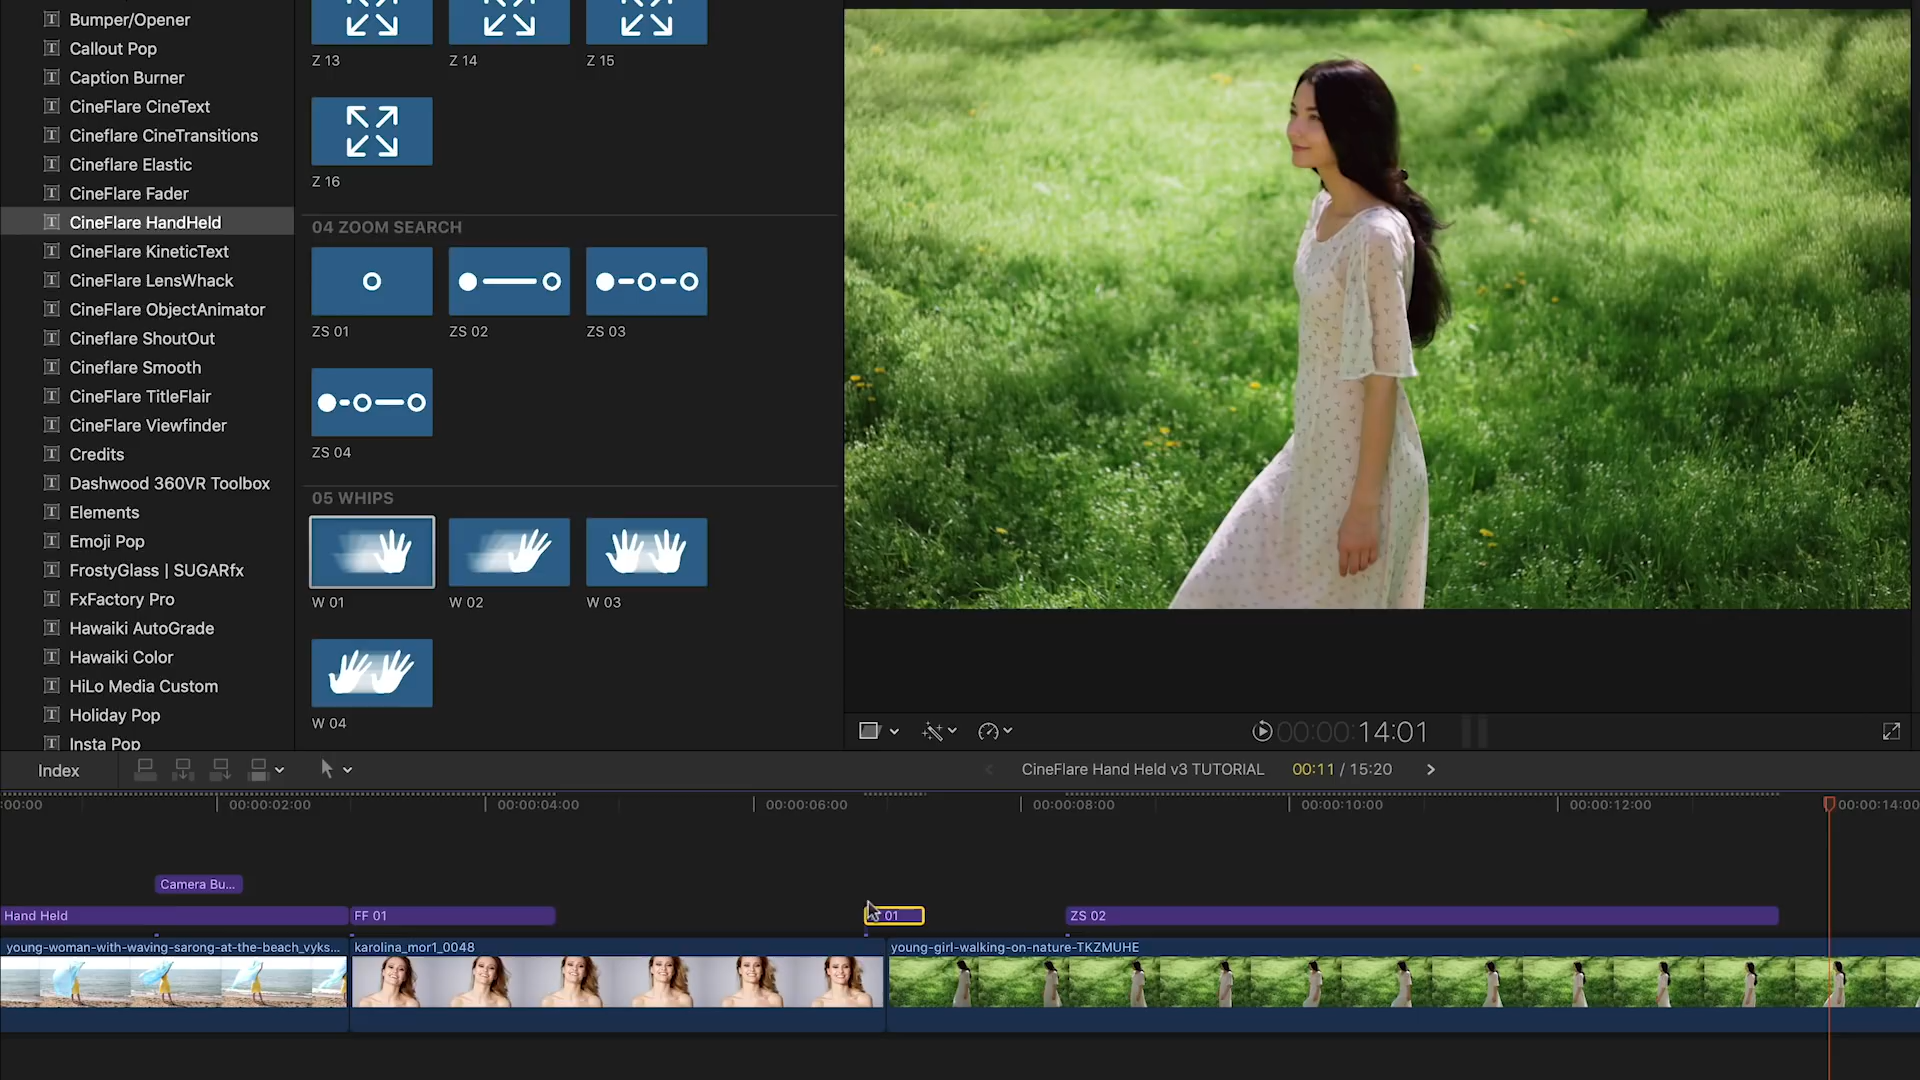 Bumper/Opener
Callout Pop
Caption Burner
CineFlare CineText
Cineflare CineTransitions
Cineflare Elastic
CineFlare Fader
CineFlare HandHeld
CineFlare KineticText
CineFlare LensWhack
CineFlare ObjectAnimator
Cineflare ShoutOut
Cineflare Smooth
CineFlare TitleFlair
CineFlare Viewfinder
Credits
Dashwood 360VR Toolbox
Elements
Emoji Pop
FrostyGlass | SUGARfx
FxFactory Pro
Hawaiki AutoGrade
Hawaiki Color
HiLo Media Custom
Holiday Pop
Insta Pop
Z 13
Z 14
Z 15
Z 16
04 ZOOM SEARCH
ZS 01
ZS 02
ZS 03
ZS 04
05 WHIPS
W 01
W 02
W 03
W 04
00:00:14:01
Index
CineFlare Hand Held v3 TUTORIAL
00:11 / 15:20
:00:00
00:00:02:00
00:00:04:00
00:00:06:00
00:00:08:00
00:00:10:00
00:00:12:00
00:00:14:00
Camera Bu...
Hand Held
FF 01
01
ZS 02
young-woman-with-waving-sarong-at-the-beach_vyks...
karolina_mor1_0048
young-girl-walking-on-nature-TKZMUHE